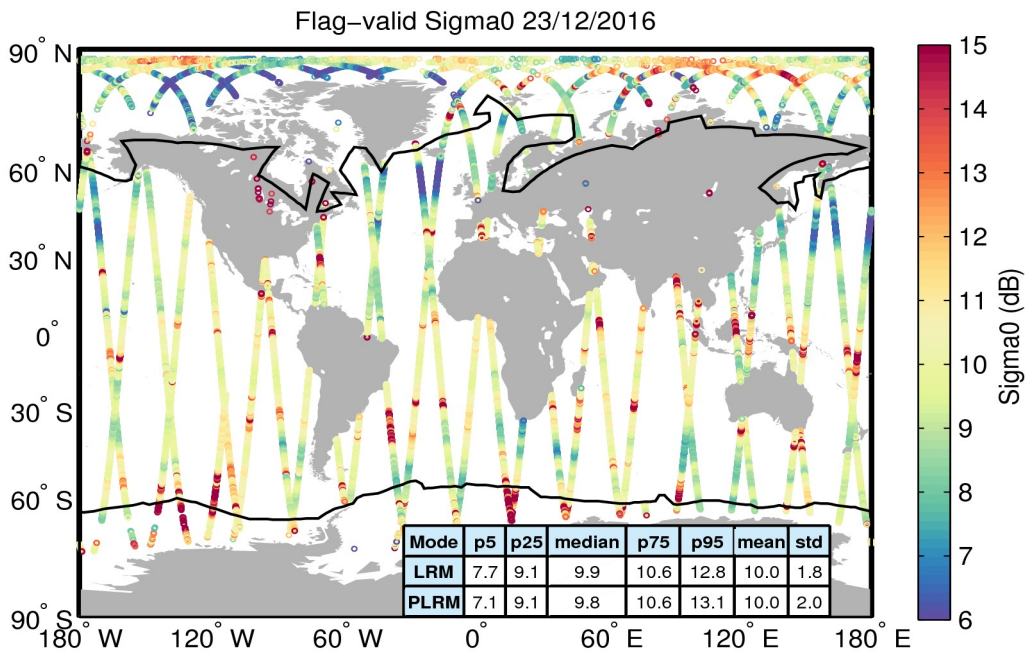 Flag−valid Sigma0 23/12/2016
90° N
60° N
30° N
0°
30° S
60° S
90° S
180° W
120° W
60° W
0°
60° E
120° E
180° E
15
14
13
12
11
10
9
8
7
6
Sigma0 (dB)
Mode p5 p25 median p75 p95 mean std
LRM 7.7 9.1 9.9 10.6 12.8 10.0 1.8
PLRM 7.1 9.1 9.8 10.6 13.1 10.0 2.0